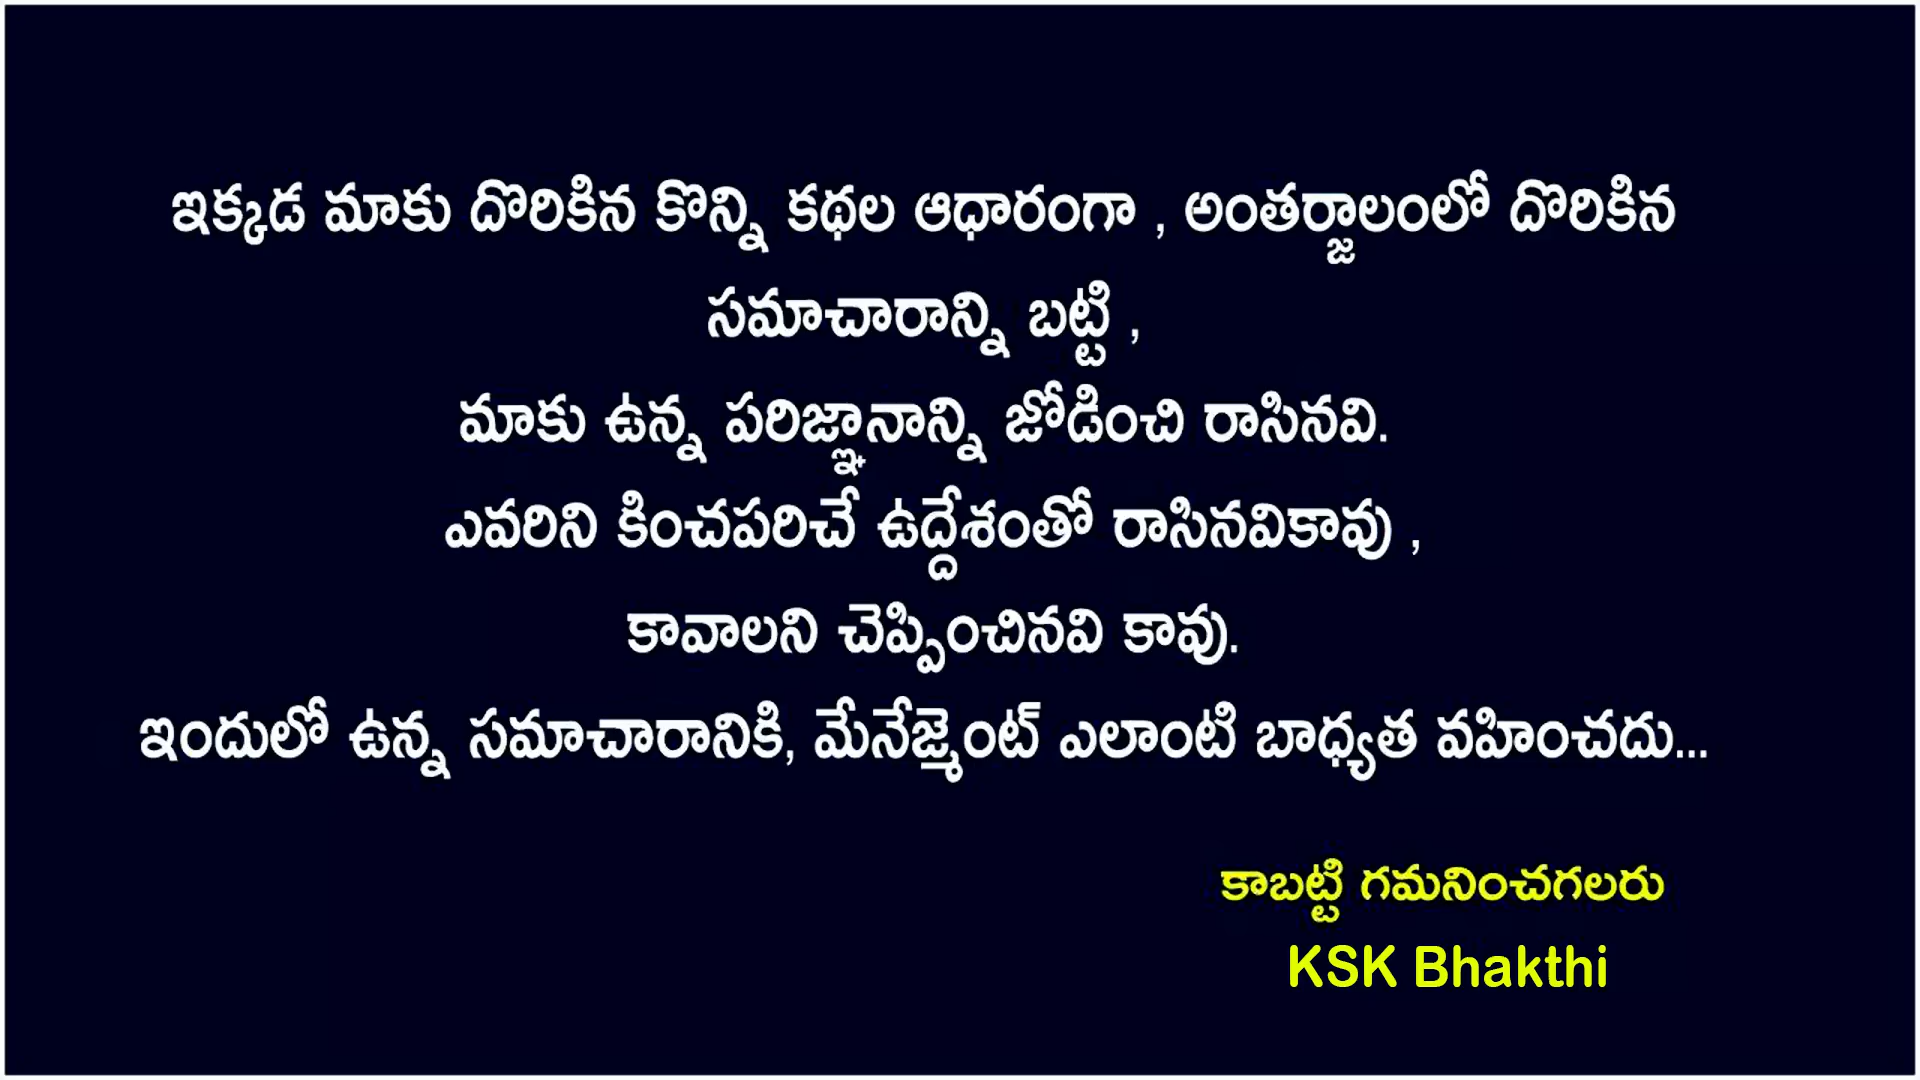 ఇక్కడ మాకు దొరికిన కొన్ని కథల ఆధారంగా , అంతర్జాలంలో దొరికిన
సమాచారాన్ని బట్టి ,
మాకు ఉన్న పరిజ్ఞానాన్ని జోడించి రాసినవి.
ఎవరిని కించపరిచే ఉద్దేశంతో రాసినవికావు ,
కావాలని చెప్పించినవి కావు.
ఇందులో ఉన్న సమాచారానికి, మేనేజ్మెంట్ ఎలాంటి బాధ్యత వహించదు...
కాబట్టి గమనించగలరు
KSK Bhakthi